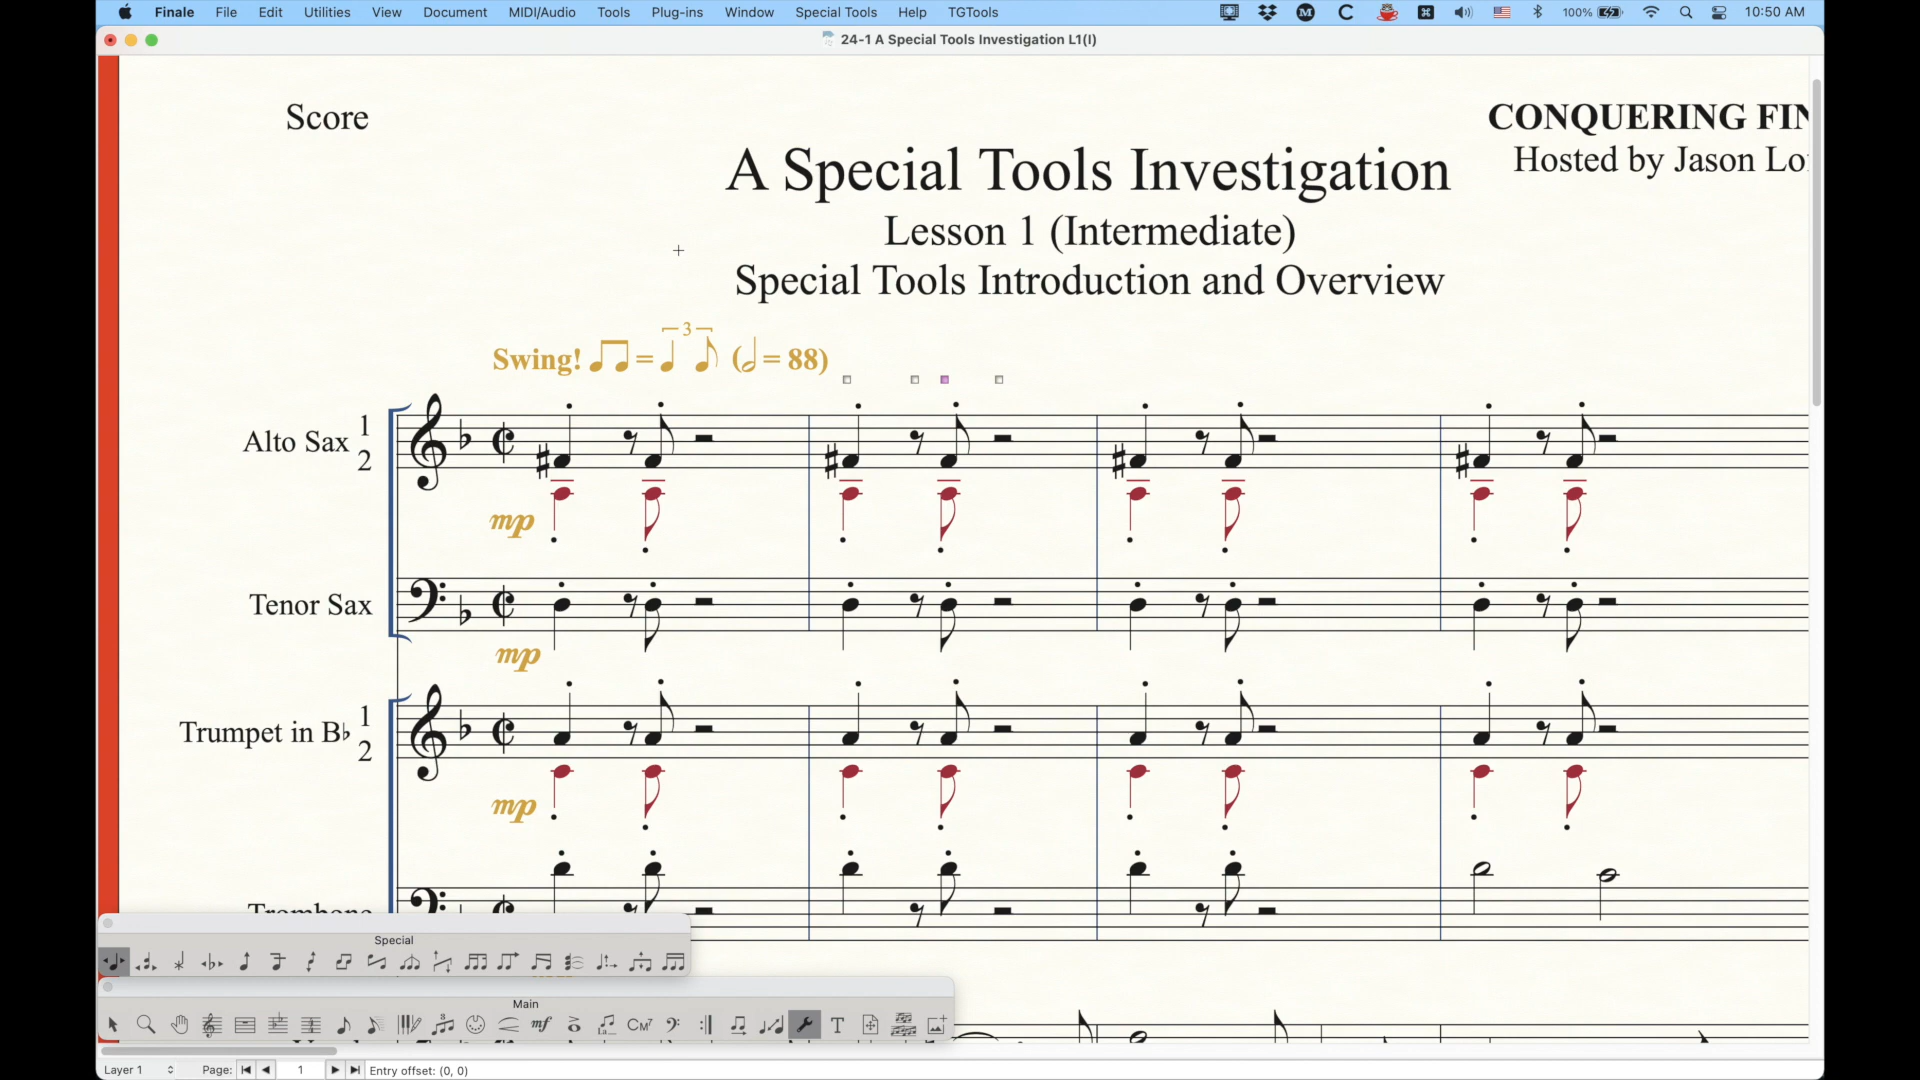 Finale File Edit Utilities View Document MIDI/Audio Tools Plug-ins Window Special Tools Help TGTools 100% 10:50 AM
24-1 A Special Tools Investigation L1(I)
Score
CONQUERING
A Special Tools Investigation
Hosted by Jason
Lesson 1 (Intermediate)
Special Tools Introduction and Overview
Swing! = 3 ( = 88)
Alto Sax 1 2
mp
Tenor Sax
mp
Trumpet in B♭ 1 2
mp
Trombone
Special
Main
mf CM7 T
Layer 1 Page: 1 Entry offset: (0, 0)